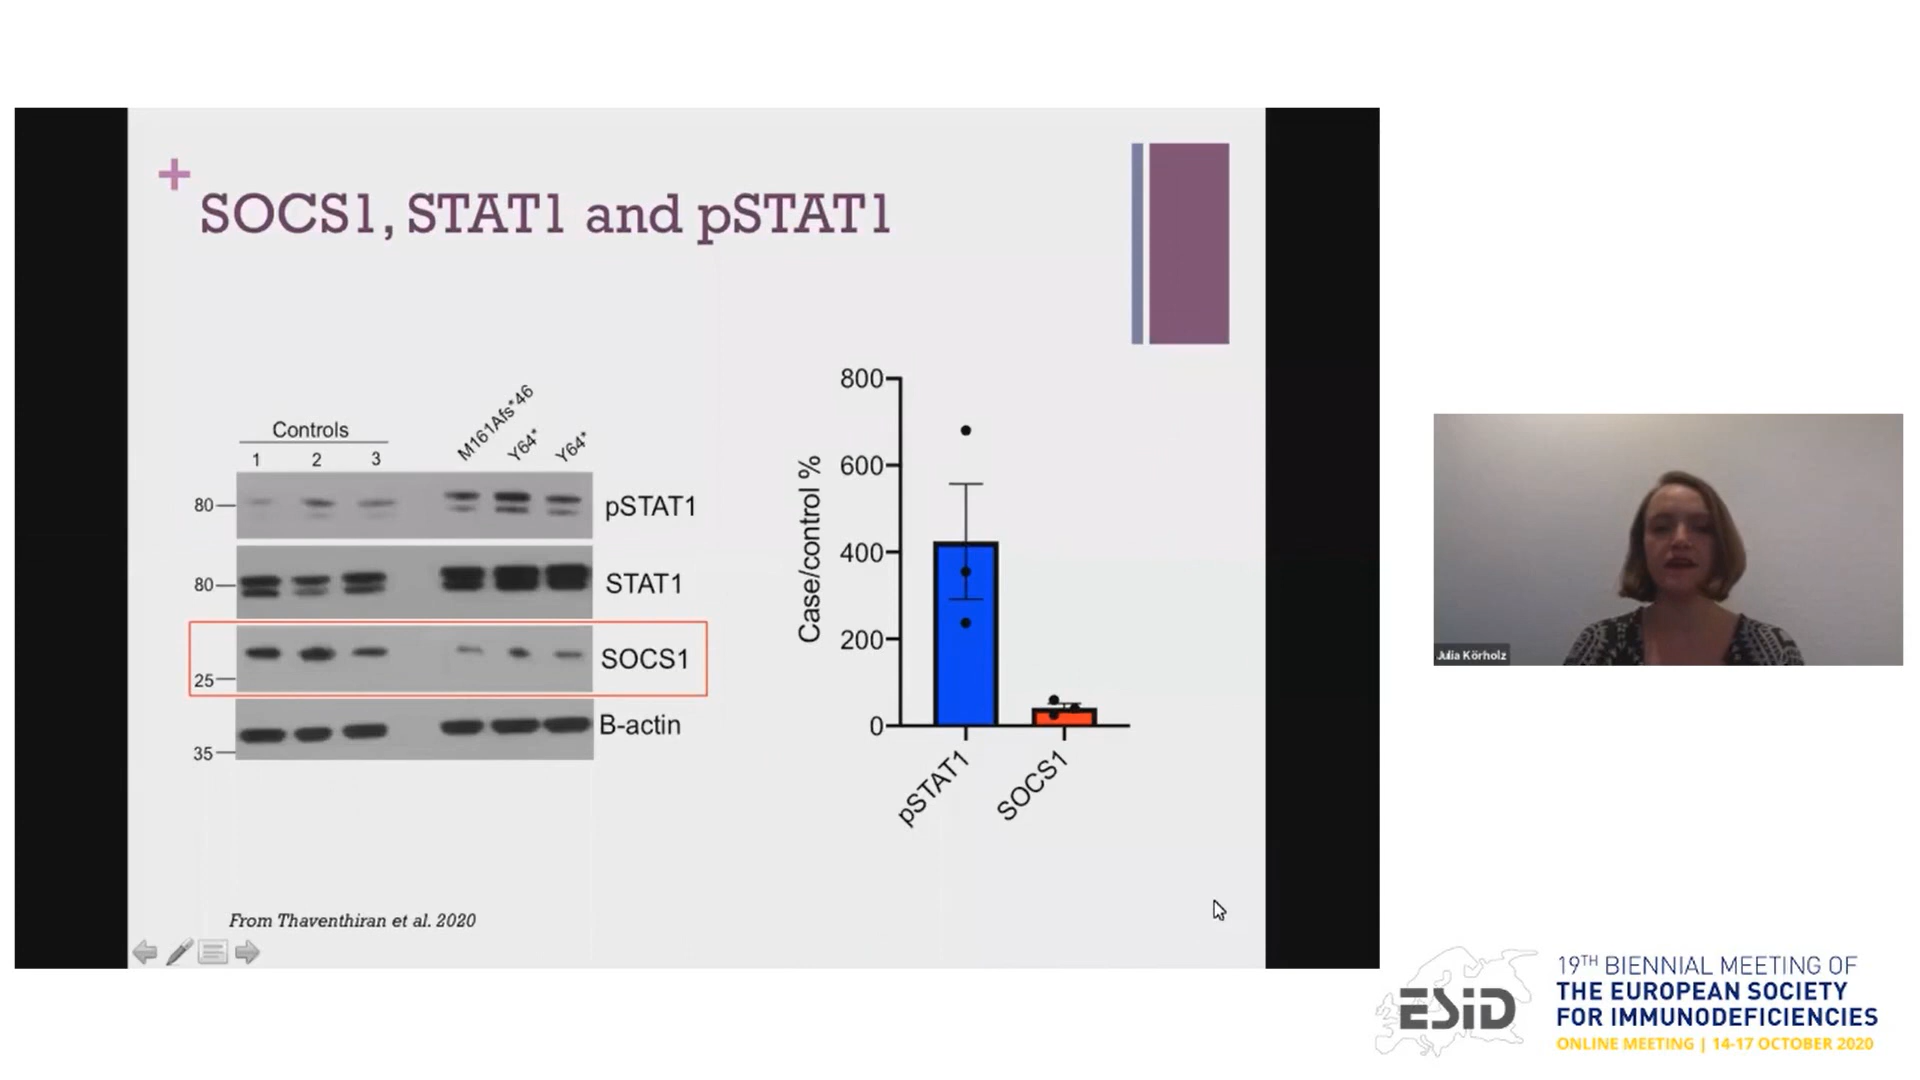 +
SOCS1, STAT1 and pSTAT1
Controls
1 2 3
M161Afs*46
Y64*
Y64*
80
pSTAT1
80
STAT1
25
SOCS1
35
B-actin
800
600
400
200
0
Case/control %
pSTAT1
SOCS1
From Thaventhiran et al. 2020
Julia Körholz
ESiD
19TH BIENNIAL MEETING OF
THE EUROPEAN SOCIETY
FOR IMMUNODEFICIENCIES
ONLINE MEETING | 14-17 OCTOBER 2020